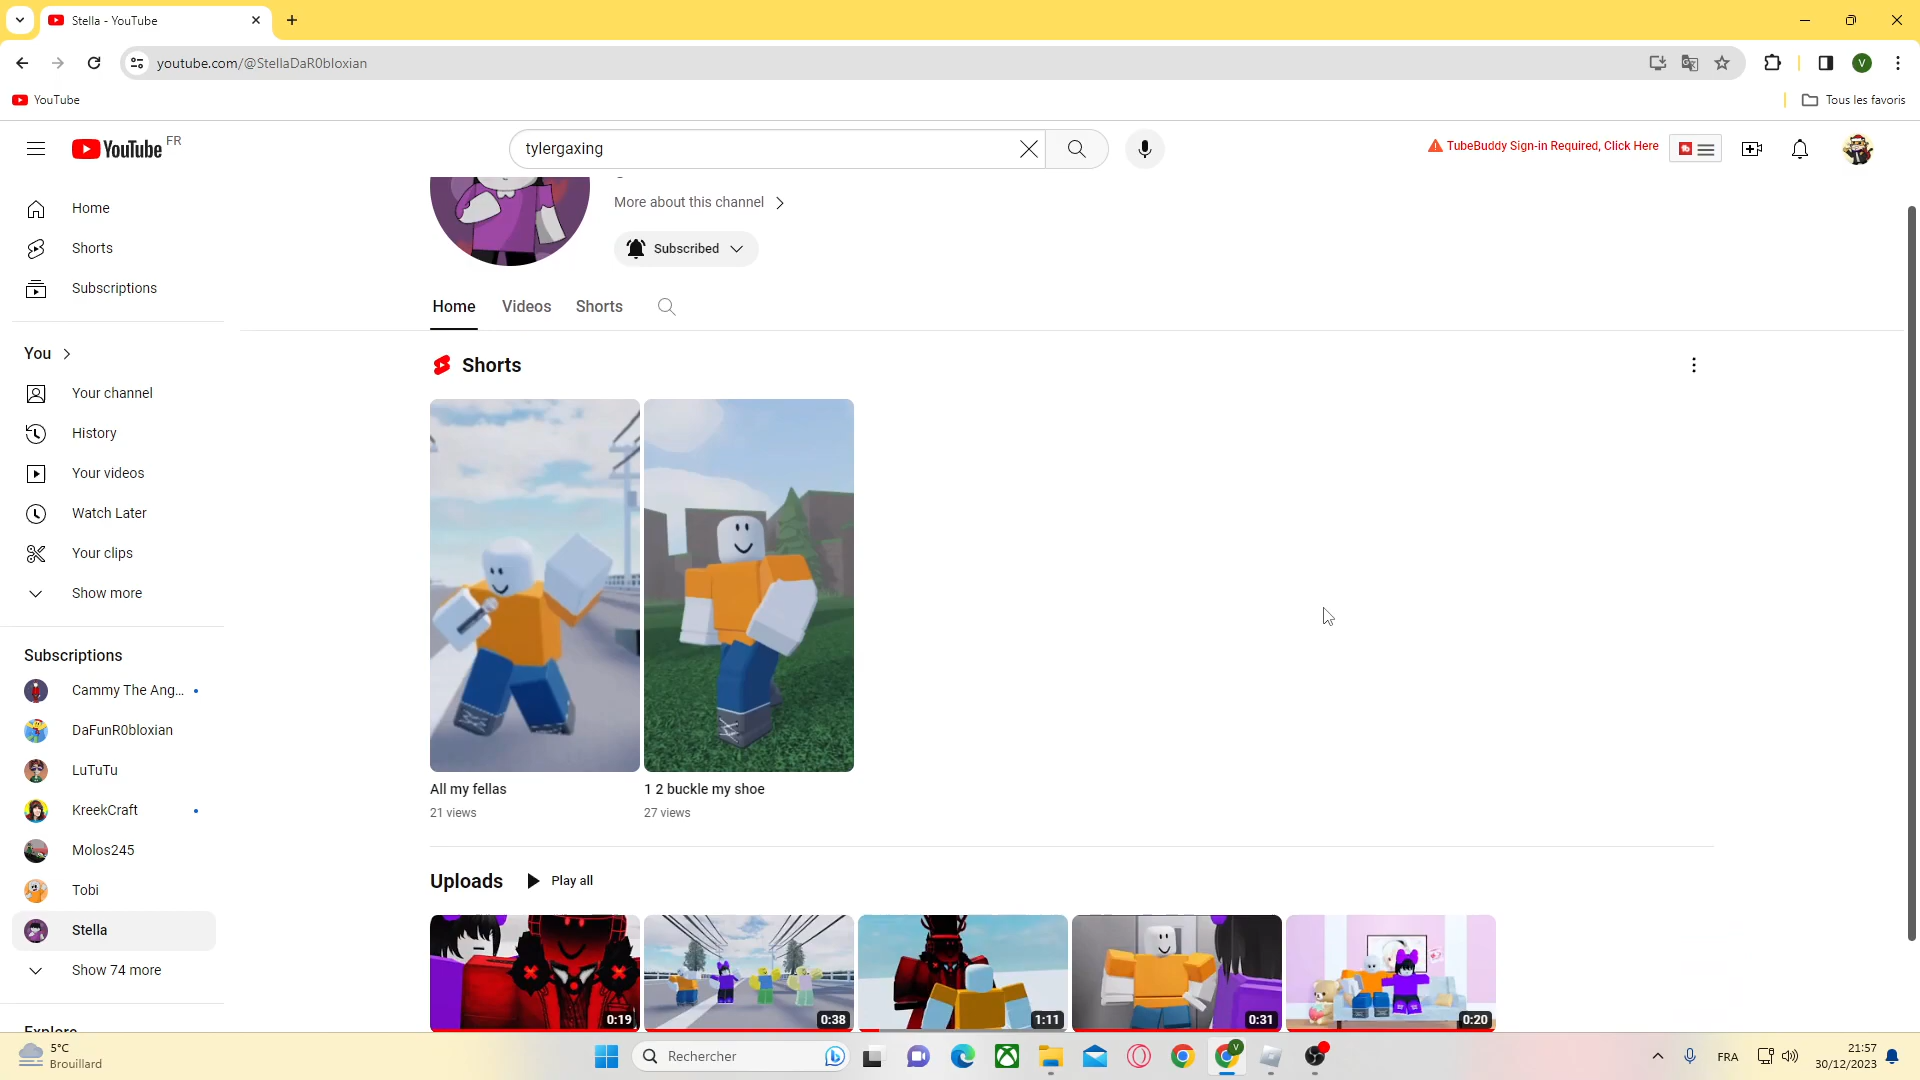 Stella - YouTube
youtube.com/@StellaDaR0bloxian
V
YouTube
Tous les favoris
YouTube FR
tylergaxing
TubeBuddy Sign-in Required, Click Here
More about this channel
Subscribed
Home
Shorts
Subscriptions
You
Your channel
History
Your videos
Watch Later
Your clips
Show more
Subscriptions
Cammy The Ang...
DaFunR0bloxian
LuTuTu
KreekCraft
Molos245
Tobi
Stella
Show 74 more
Explore
Home Videos Shorts
Shorts
All my fellas
21 views
1 2 buckle my shoe
27 views
Uploads Play all
0:19
0:38
1:11
0:31
0:20
5°C
Brouillard
Rechercher
V
FRA
21:57
30/12/2023